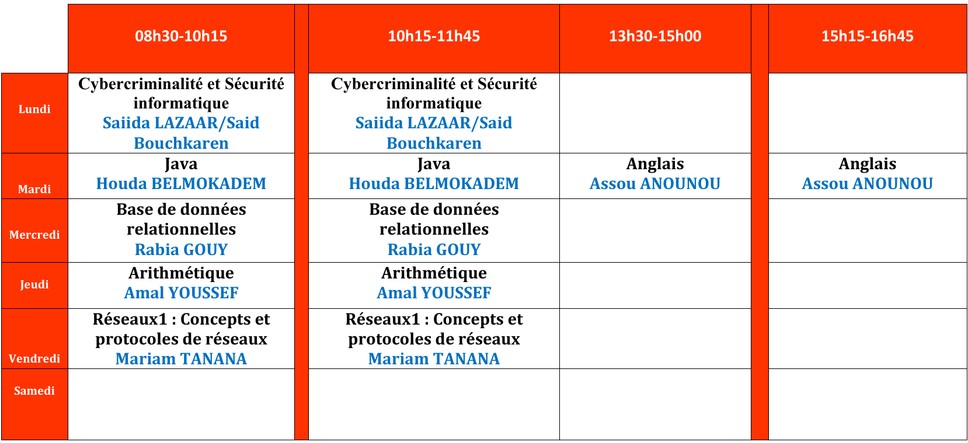 08h30-10h15
10h15-11h45
13h30-15h00
15h15-16h45
Lundi
Cybercriminalité et Sécurité
informatique
Saiida LAZAAR/Said
Bouchkaren
Cybercriminalité et Sécurité
informatique
Saiida LAZAAR/Said
Bouchkaren
Mardi
Java
Houda BELMOKADEM
Java
Houda BELMOKADEM
Anglais
Assou ANOUNOU
Anglais
Assou ANOUNOU
Mercredi
Base de données
relationnelles
Rabia GOUY
Base de données
relationnelles
Rabia GOUY
Jeudi
Arithmétique
Amal YOUSSEF
Arithmétique
Amal YOUSSEF
Vendredi
Réseaux1 : Concepts et
protocoles de réseaux
Mariam TANANA
Réseaux1 : Concepts et
protocoles de réseaux
Mariam TANANA
Samedi